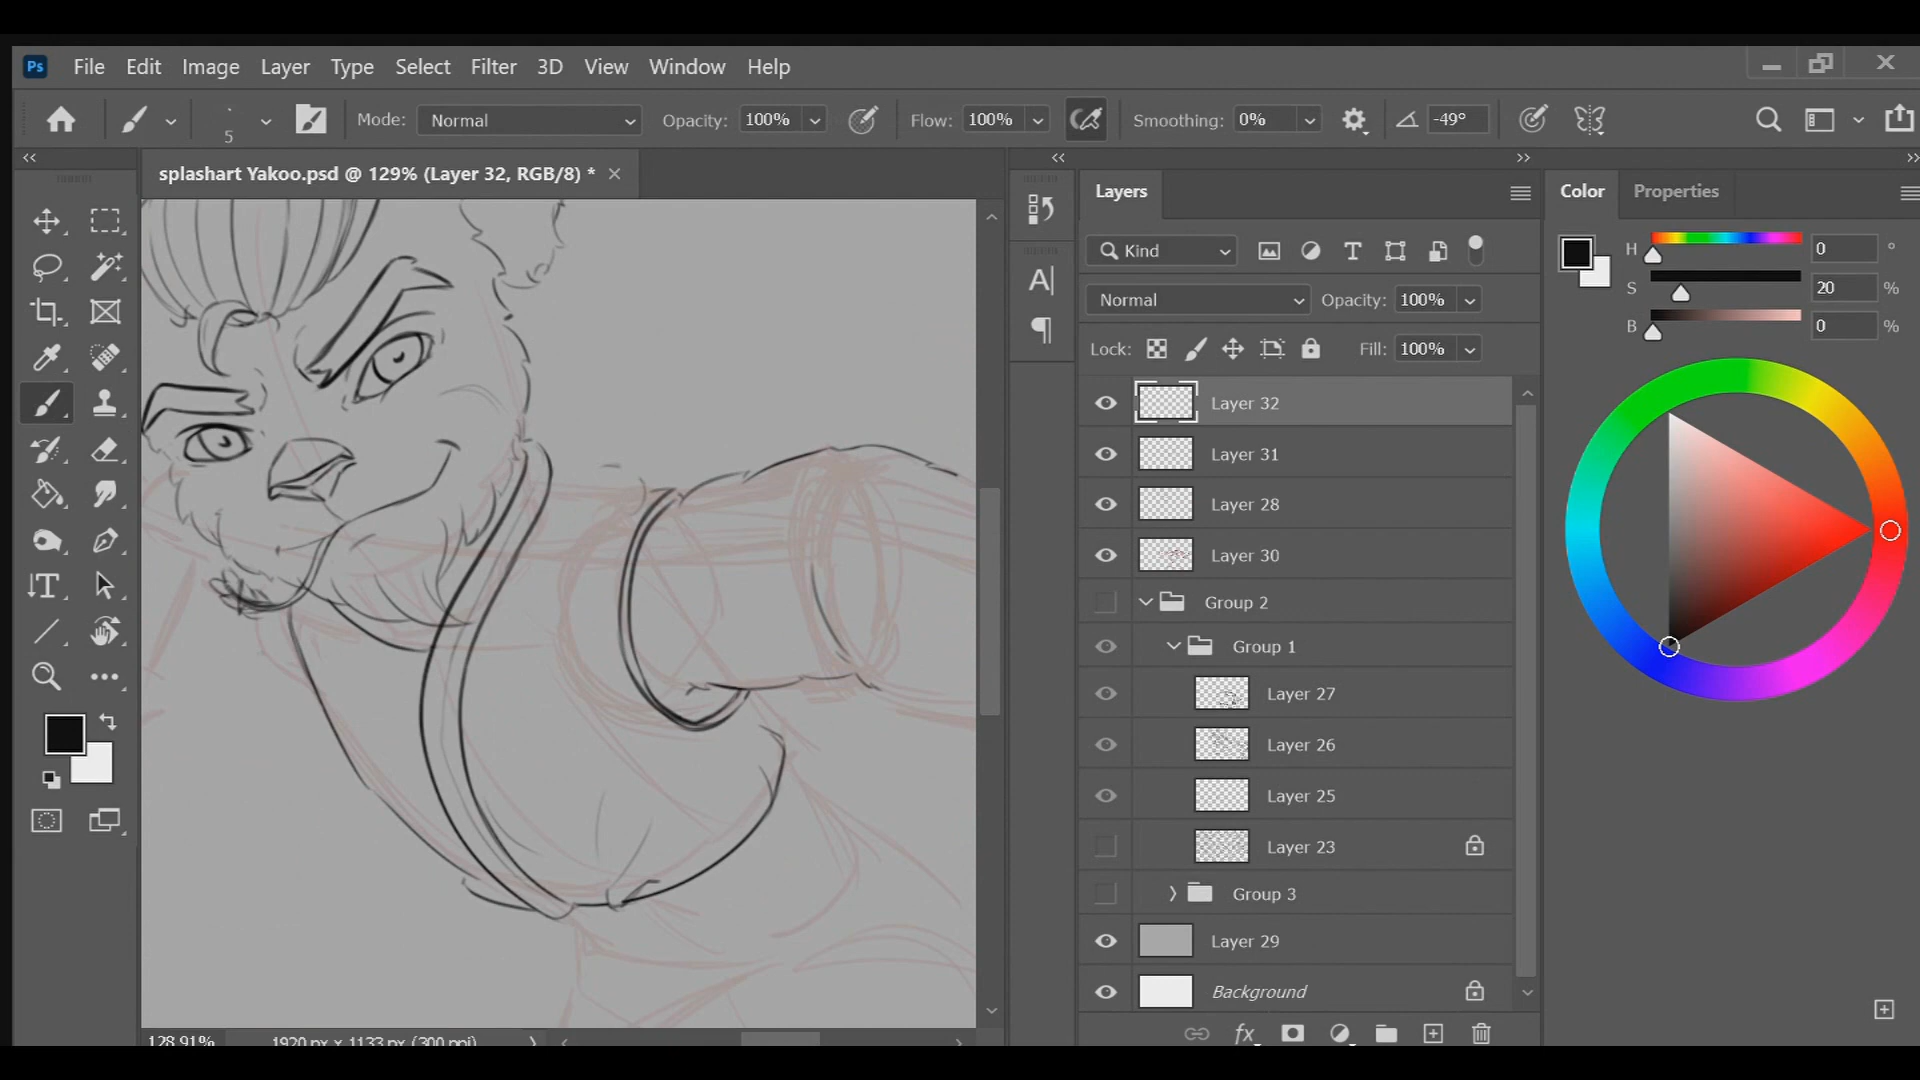 Ps File Edit Image Layer Type Select Filter 3D View Window Help
5 Mode: Normal Opacity: 100% Flow: 100% Smoothing: 0% -49°
splashart Yakoo.psd @ 129% (Layer 32, RGB/8) *
Layers
Kind
Normal Opacity: 100%
Lock: Fill: 100%
Layer 32
Layer 31
Layer 28
Layer 30
Group 2
Group 1
Layer 27
Layer 26
Layer 25
Layer 23
Group 3
Layer 29
Background
fx
Color Properties
H 0 °
S 20 %
B 0 %
128.91% 1920 px x 1133 px (300 ppi)